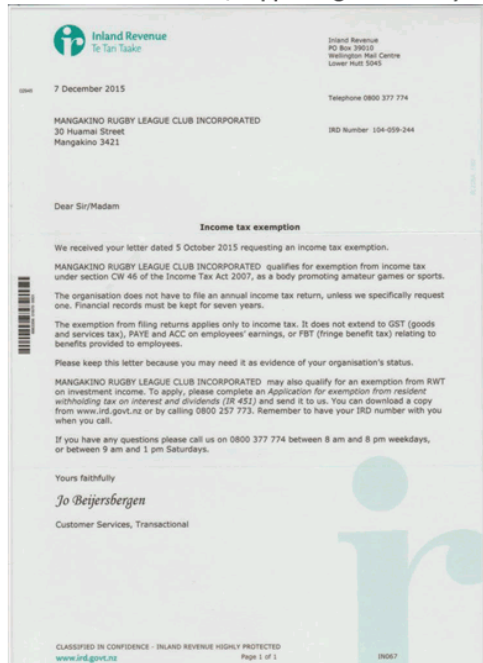 Inland Revenue
Te Tari Taake
Inland Revenue
PO Box 39010
Wellington Mail Centre
Lower Hutt 5045
7 December 2015
Telephone 0800 377 774
MANGAKINO RUGBY LEAGUE CLUB INCORPORATED
30 Huamai Street
Mangakino 3421
IRD Number 104-059-244
Dear Sir/Madam
Income tax exemption
We received your letter dated 5 October 2015 requesting an income tax exemption.
MANGAKINO RUGBY LEAGUE CLUB INCORPORATED qualifies for exemption from income tax
under section CW 46 of the Income Tax Act 2007, as a body promoting amateur games or sports.
The organisation does not have to file an annual income tax return, unless we specifically request
one. Financial records must be kept for seven years.
The exemption from filing returns applies only to income tax. It does not extend to GST (goods
and services tax), PAYE and ACC on employees' earnings, or FBT (fringe benefit tax) relating to
benefits provided to employees.
Please keep this letter because you may need it as evidence of your organisation's status.
MANGAKINO RUGBY LEAGUE CLUB INCORPORATED may also qualify for an exemption from RWT
on investment income. To apply, please complete an Application for exemption from resident
withholding tax on interest and dividends (IR 451) and send it to us. You can download a copy
from www.ird.govt.nz or by calling 0800 257 773. Remember to have your IRD number with you
when you call.
If you have any questions please call us on 0800 377 774 between 8 am and 8 pm weekdays,
or between 9 am and 1 pm Saturdays.
Yours faithfully
Jo Beijersbergen
Customer Services, Transactional
ir
CLASSIFIED IN CONFIDENCE - INLAND REVENUE HIGHLY PROTECTED
www.ird.govt.nz
Page 1 of 1
IN067